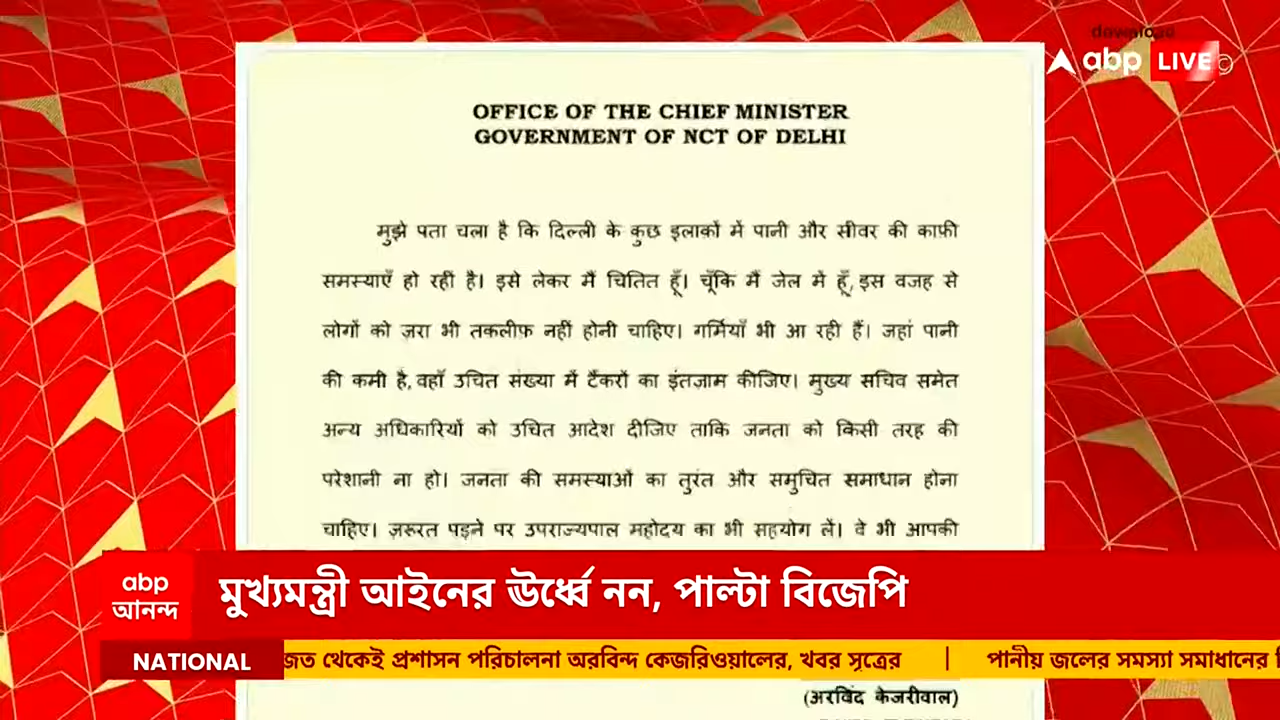 abp LIVE
OFFICE OF THE CHIEF MINISTER
GOVERNMENT OF NCT OF DELHI
मुझे पता चला है कि दिल्ली के कुछ इलाक़ों में पानी और सीवर की काफ़ी
समस्याएँ हो रहीं है। इसे लेकर मैं चिंतित हूँ। चूँकि मैं जेल में हूँ, इस वजह से
लोगों को ज़रा भी तकलीफ़ नहीं होनी चाहिए। गर्मियाँ भी आ रही हैं। जहां पानी
की कमी है, वहाँ उचित संख्या में टैंकरों का इंतज़ाम कीजिए। मुख्य सचिव समेत
अन्य अधिकारियों को उचित आदेश दीजिए ताकि जनता को किसी तरह की
परेशानी ना हो। जनता की समस्याओं का तुरंत और समुचित समाधान होना
चाहिए। ज़रूरत पड़ने पर उपराज्यपाल महोदय का भी सहयोग लें। वे भी आपकी
abp
আনন্দ
মুখ্যমন্ত্রী আইনের ঊর্ধ্বে নন, পাল্টা বিজেপি
NATIONAL
জত থেকেই প্রশাসন পরিচালনা অরবিন্দ কেজরিওয়ালের, খবর সূত্রের | পানীয় জলের সমস্যা সমাধানের
(अरविंद केजरीवाल)